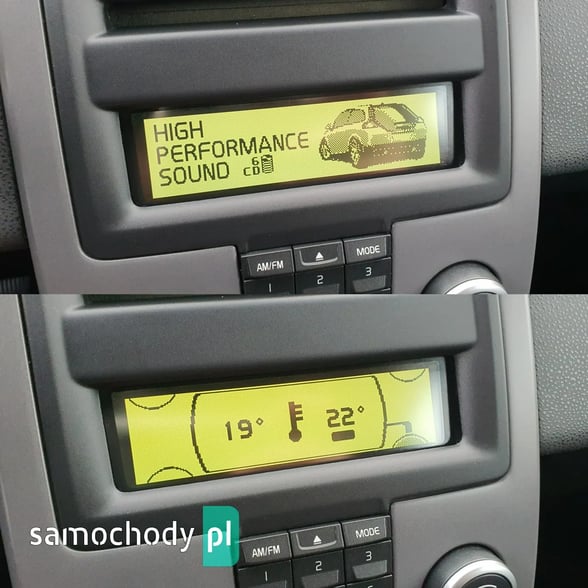 HIGH
PERFORMANCE
SOUND 6 CD
AM/FM MODE
1 2 3
19° 22°
samochody pl
AM/FM MODE
1 2 3